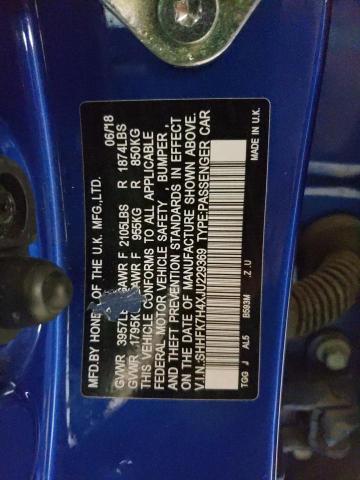 MFD.BY HONDA OF THE U.K. MFG.,LTD. 06/18
GVWR 3957LBS GAWR F 2105LBS R 1874LBS
GVWR 1795KG GAWR F 955KG R 850KG
THIS VEHICLE CONFORMS TO ALL APPLICABLE
FEDERAL MOTOR VEHICLE SAFETY , BUMPER ,
AND THEFT PREVENTION STANDARDS IN EFFECT
ON THE DATE OF MANUFACTURE SHOWN ABOVE.
V.I.N.:SHHFK7H4XJU229369 TYPE:PASSENGER CAR
TGG J AL5 B593M .Z .U MADE IN U.K.